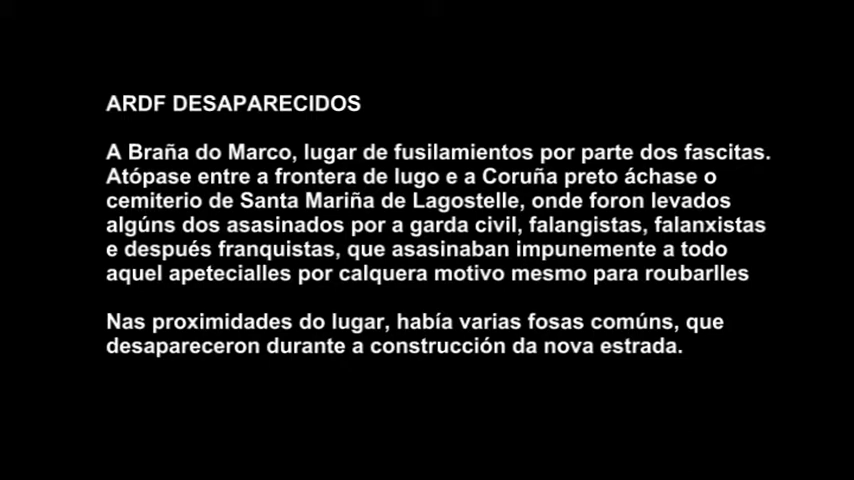 ARDF DESAPARECIDOS
A Braña do Marco, lugar de fusilamientos por parte dos fascitas.
Atópase entre a frontera de lugo e a Coruña preto áchase o
cemiterio de Santa Mariña de Lagostelle, onde foron levados
algúns dos asasinados por a garda civil, falangistas, falanxistas
e después franquistas, que asasinaban impunemente a todo
aquel apetecialles por calquera motivo mesmo para roubarlles
Nas proximidades do lugar, había varias fosas comúns, que
desapareceron durante a construcción da nova estrada.